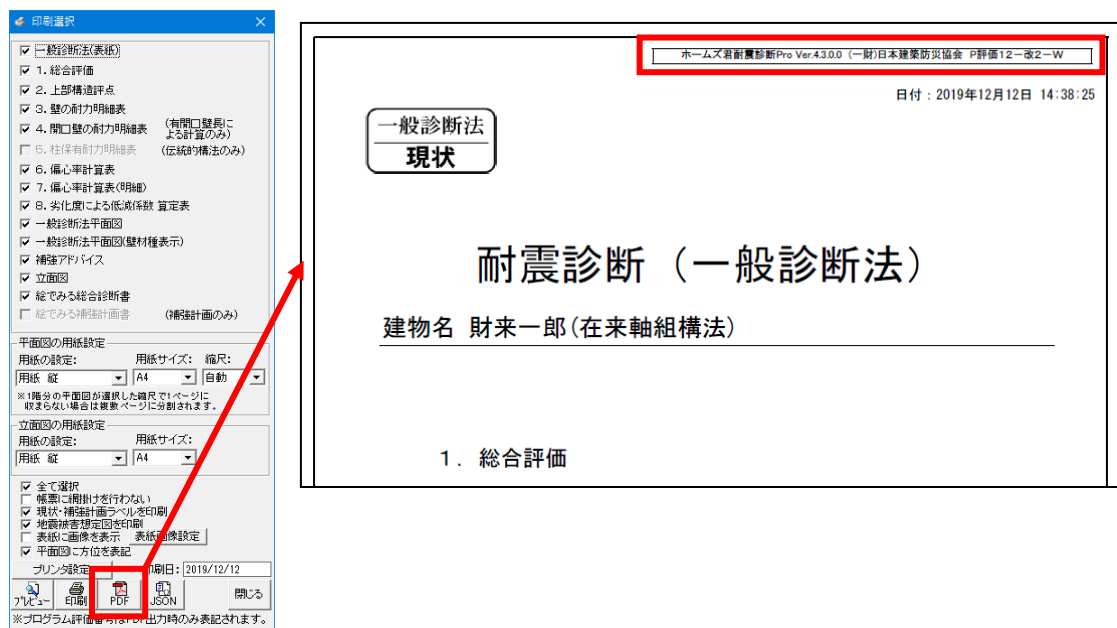 印刷選択
一般診断法(表紙)
1. 総合評価
2. 上部構造評点
3. 壁の耐力明細表
4. 開口壁の耐力明細表 (有開口壁長による計算のみ)
5. 柱保有耐力明細表 (伝統的構法のみ)
6. 偏心率計算表
7. 偏心率計算表(明細)
8. 劣化度による低減係数 算定表
一般診断法平面図
一般診断法平面図(壁材種表示)
補強アドバイス
立面図
絵でみる総合診断書
絵でみる補強計画書 (補強計画のみ)
平面図の用紙設定
用紙の設定: 用紙サイズ: 縮尺:
用紙 縦 A4 自動
※1階分の平面図が選択した縮尺で1ページに
収まらない場合は複数ページに分割されます。
立面図の用紙設定
用紙の設定: 用紙サイズ:
用紙 縦 A4
全て選択
帳票に網掛けを行わない
現状・補強計画ラベルを印刷
地震被害想定図を印刷
表紙に画像を表示 表紙画像設定
平面図に方位を表記
プリンタ設定 印刷日: 2019/12/12
プレビュー 印刷 PDF JSON 閉じる
※プログラム評価番号はPDF出力時のみ表記されます。
ホームズ君耐震診断Pro Ver.4.3.0.0 (一財)日本建築防災協会 P評価12-改2-W
日付:2019年12月12日 14:38:25
一般診断法
現状
耐震診断(一般診断法)
建物名 財来一郎(在来軸組構法)
1. 総合評価